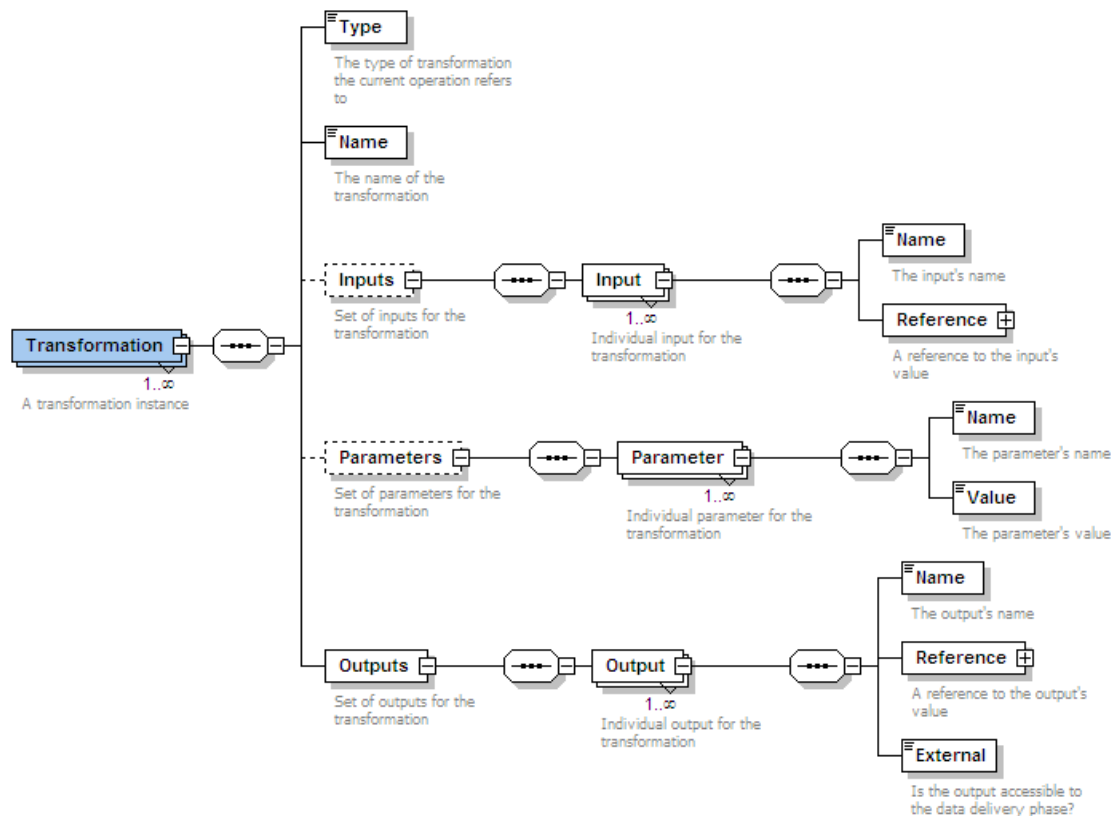 Type
The type of transformation
the current operation refers
to
Name
The name of the
transformation
Inputs
Set of inputs for the
transformation
Input
1..∞
Individual input for the
transformation
Name
The input's name
Reference
A reference to the input's
value
Transformation
1..∞
A transformation instance
Parameters
Set of parameters for the
transformation
Parameter
1..∞
Individual parameter for the
transformation
Name
The parameter's name
Value
The parameter's value
Outputs
Set of outputs for the
transformation
Output
1..∞
Individual output for the
transformation
Name
The output's name
Reference
A reference to the output's
value
External
Is the output accessible to
the data delivery phase?